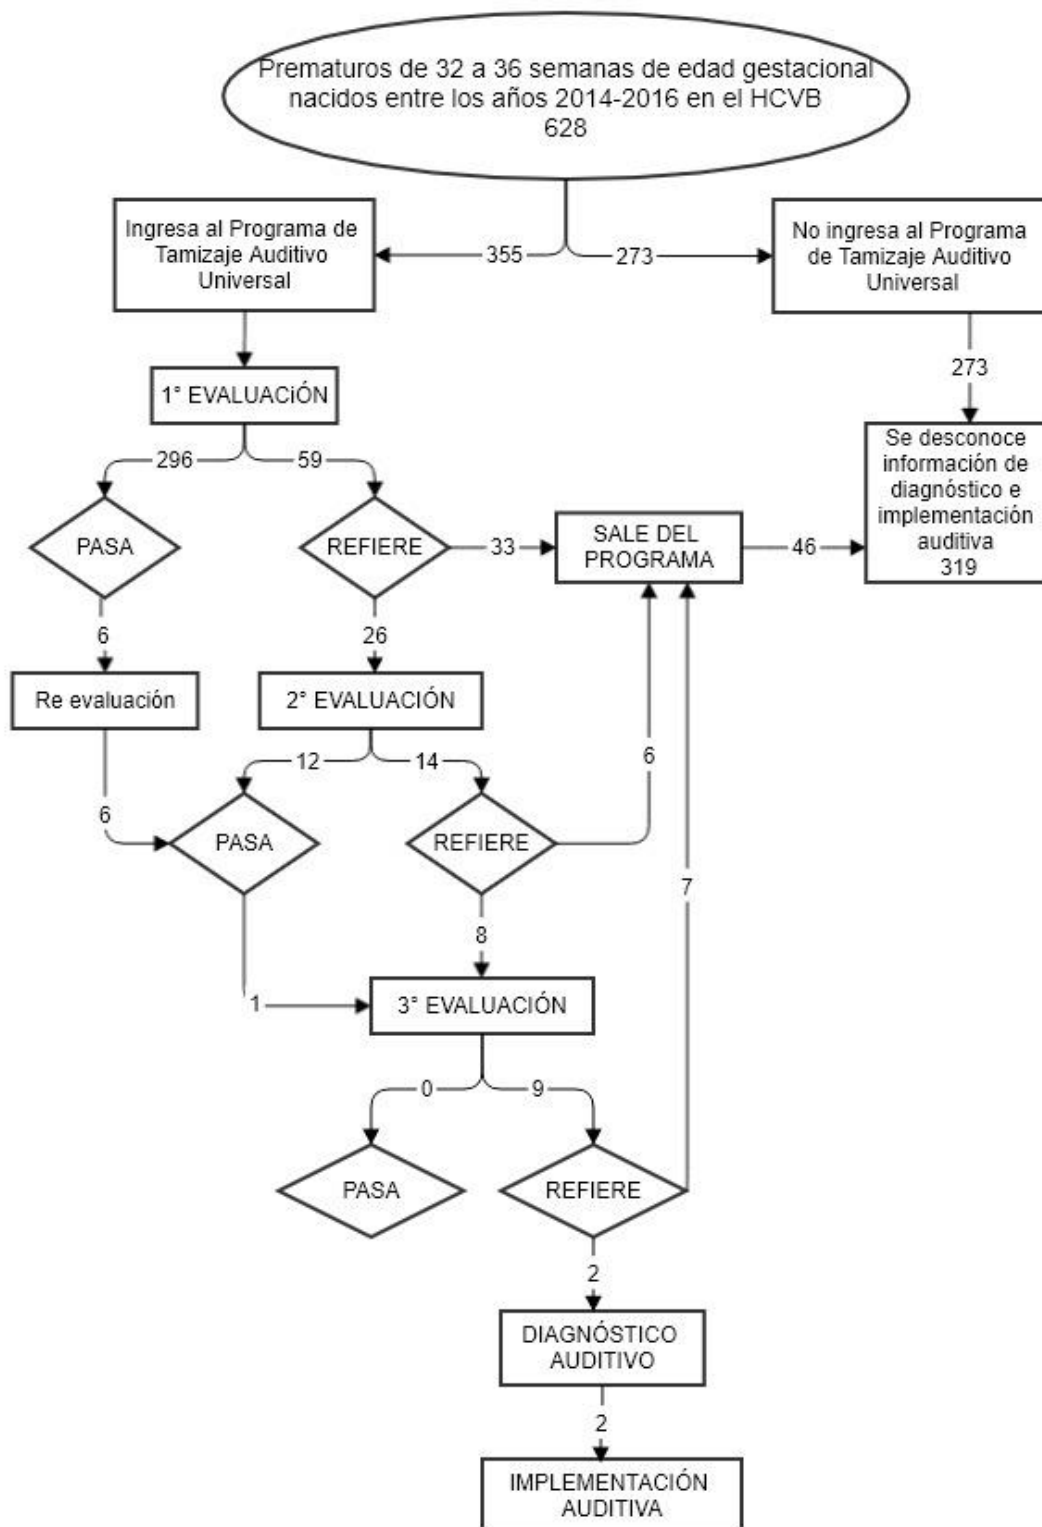 Prematuros de 32 a 36 semanas de edad gestacional
nacidos entre los años 2014-2016 en el HCVB
628
Ingresa al Programa de
Tamizaje Auditivo
Universal
355
273
No ingresa al Programa
de Tamizaje Auditivo
Universal
273
1° EVALUACiÓN
296
59
Se desconoce
información de
diagnóstico e
implementación
auditiva
319
PASA
REFIERE
33
SALE DEL
PROGRAMA
46
6
26
Re evaluación
2° EVALUACIÓN
12
14
6
6
PASA
REFIERE
7
8
1
3° EVALUACIÓN
0
9
PASA
REFIERE
2
DIAGNÓSTICO
AUDITIVO
2
IMPLEMENTACIÓN
AUDITIVA